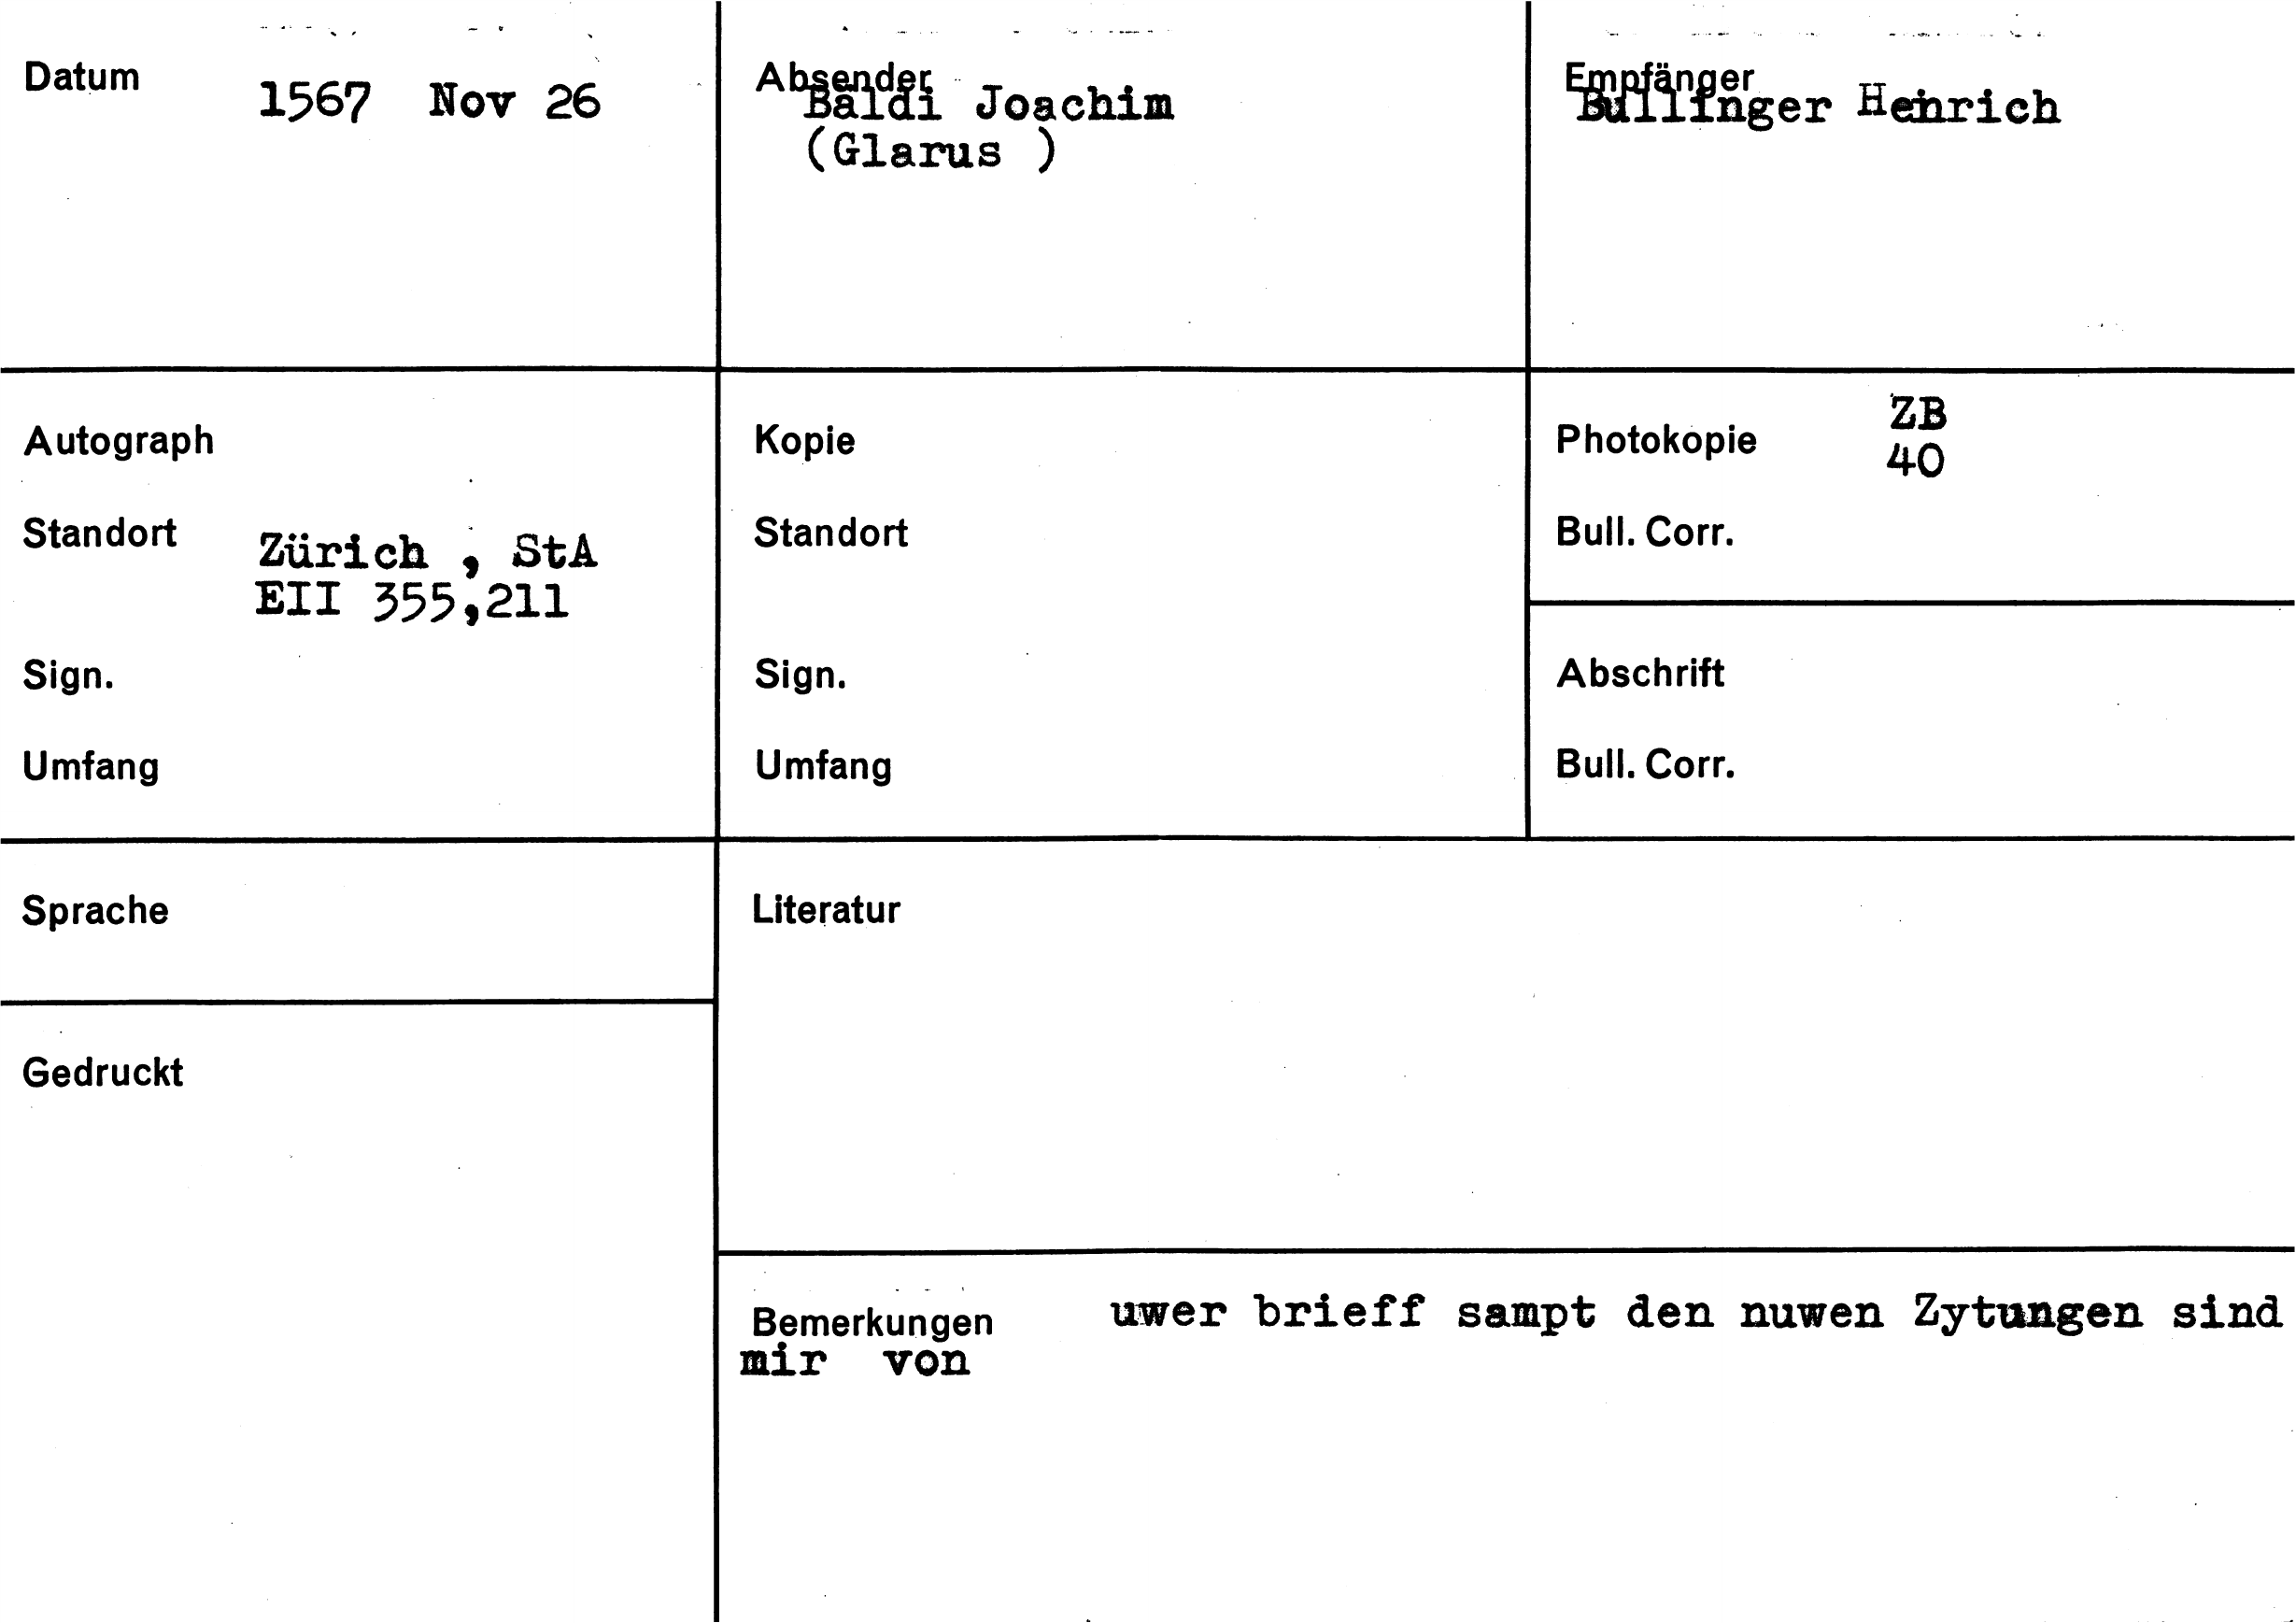 Datum
1567 Nov 26
Absender
Baldi Joachim
(Glarus )
Empfänger
Bullinger Henrich
Autograph
Standort
Zürich , StA
EII 355,211
Sign.
Umfang
Kopie
Standort
Sign.
Umfang
Photokopie
ZB
40
Bull. Corr.
Abschrift
Bull. Corr.
Sprache
Gedruckt
Literatur
Bemerkungen uwer brieff sampt den nuwen Zytungen sind
mir von